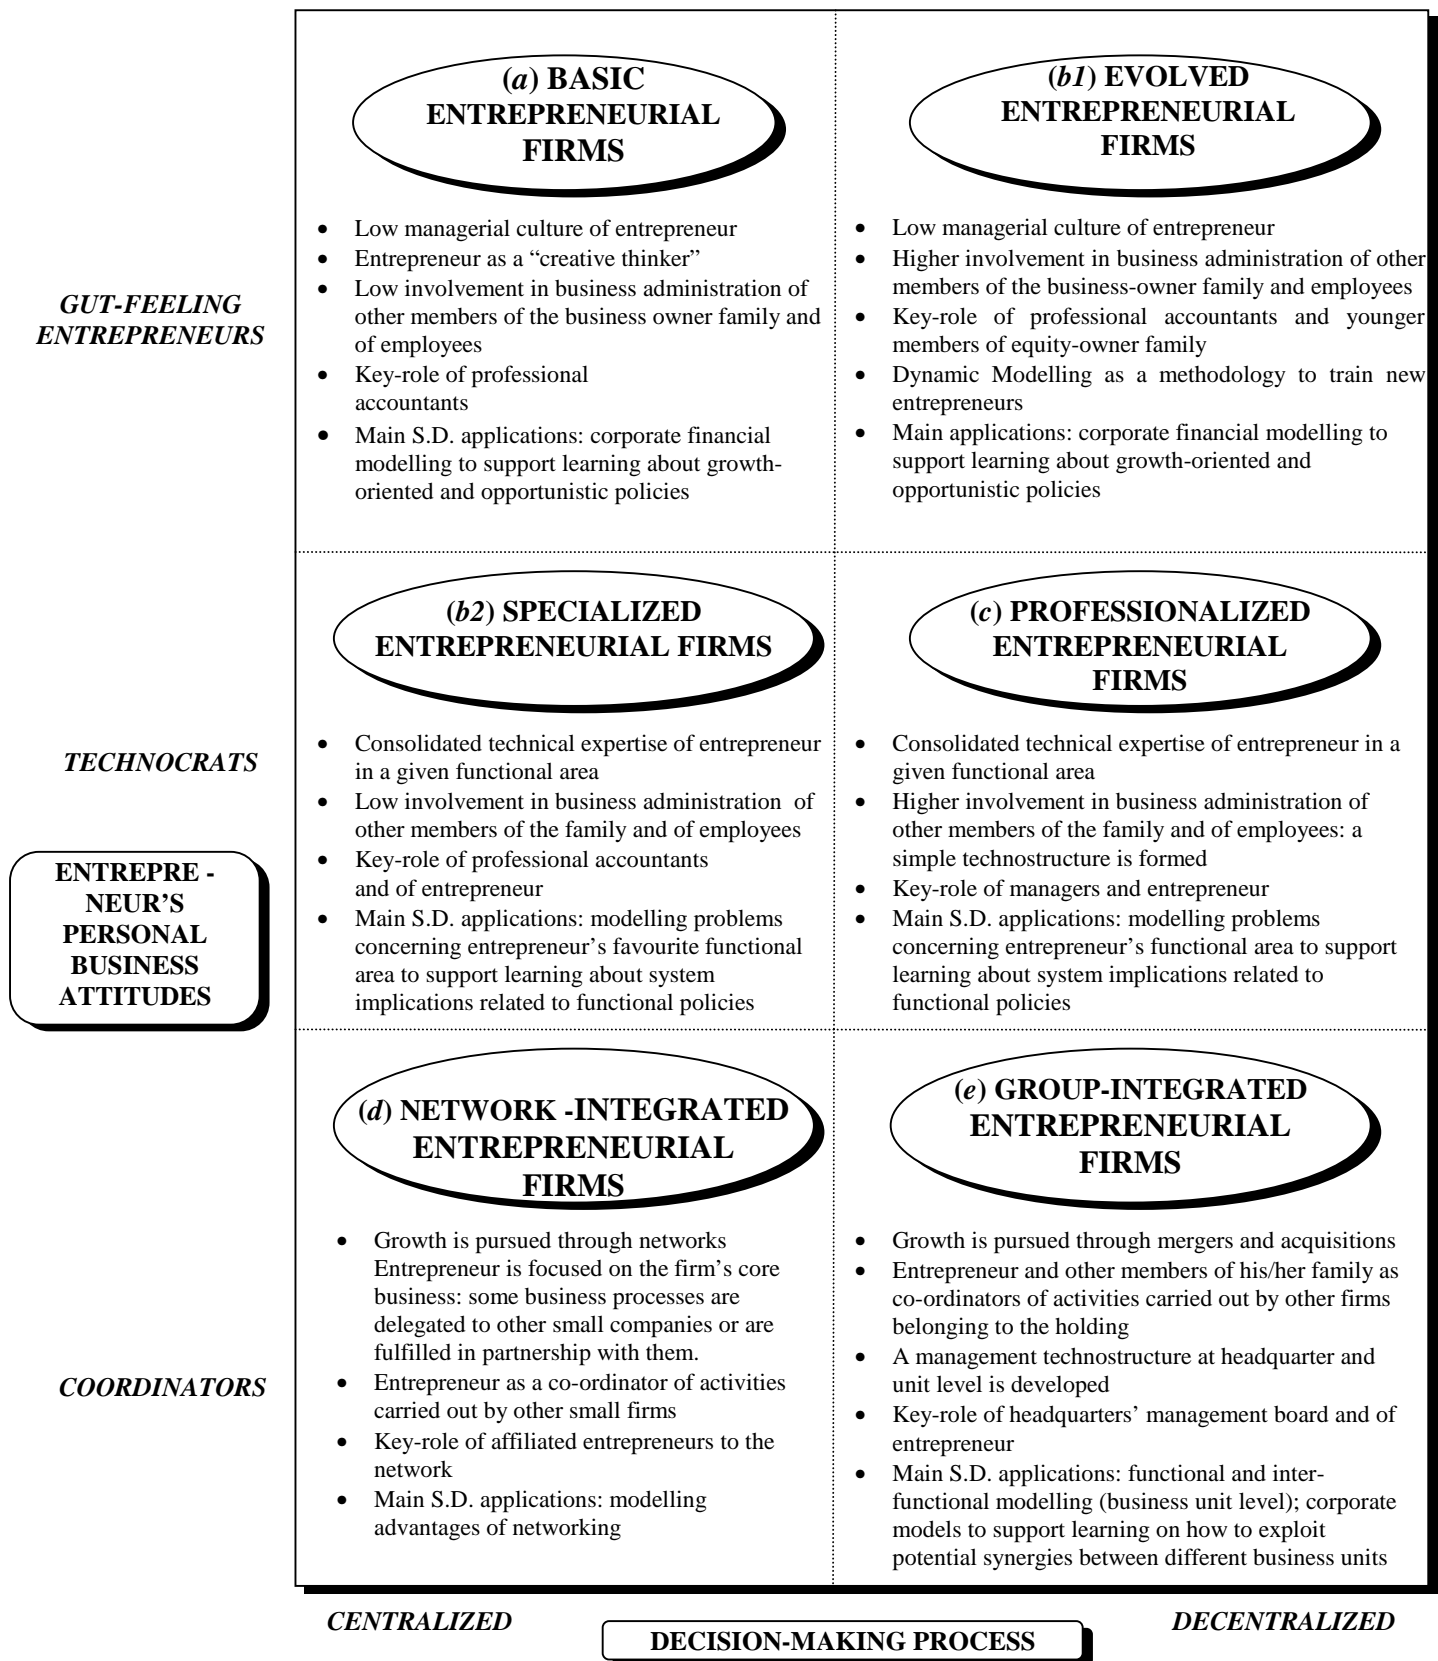 (a) BASIC
ENTREPRENEURIAL
FIRMS
(b1) EVOLVED
ENTREPRENEURIAL
FIRMS
GUT-FEELING
ENTREPRENEURS
• Low managerial culture of entrepreneur
• Entrepreneur as a “creative thinker”
• Low involvement in business administration of
other members of the business owner family and
of employees
• Key-role of professional
accountants
• Main S.D. applications: corporate financial
modelling to support learning about growth-
oriented and opportunistic policies
• Low managerial culture of entrepreneur
• Higher involvement in business administration of other
members of the business-owner family and employees
• Key-role of professional accountants and younger
members of equity-owner family
• Dynamic Modelling as a methodology to train new
entrepreneurs
• Main applications: corporate financial modelling to
support learning about growth-oriented and
opportunistic policies
(b2) SPECIALIZED
ENTREPRENEURIAL FIRMS
(c) PROFESSIONALIZED
ENTREPRENEURIAL
FIRMS
TECHNOCRATS
• Consolidated technical expertise of entrepreneur
in a given functional area
• Low involvement in business administration of
other members of the family and of employees
• Key-role of professional accountants
and of entrepreneur
• Main S.D. applications: modelling problems
concerning entrepreneur’s favourite functional
area to support learning about system
implications related to functional policies
• Consolidated technical expertise of entrepreneur in a
given functional area
• Higher involvement in business administration of
other members of the family and of employees: a
simple technostructure is formed
• Key-role of managers and entrepreneur
• Main S.D. applications: modelling problems
concerning entrepreneur’s functional area to support
learning about system implications related to
functional policies
ENTREPRE -
NEUR’S
PERSONAL
BUSINESS
ATTITUDES
(d) NETWORK -INTEGRATED
ENTREPRENEURIAL
FIRMS
(e) GROUP-INTEGRATED
ENTREPRENEURIAL
FIRMS
COORDINATORS
• Growth is pursued through networks
Entrepreneur is focused on the firm’s core
business: some business processes are
delegated to other small companies or are
fulfilled in partnership with them.
• Entrepreneur as a co-ordinator of activities
carried out by other small firms
• Key-role of affiliated entrepreneurs to the
network
• Main S.D. applications: modelling
advantages of networking
• Growth is pursued through mergers and acquisitions
• Entrepreneur and other members of his/her family as
co-ordinators of activities carried out by other firms
belonging to the holding
• A management technostructure at headquarter and
unit level is developed
• Key-role of headquarters’ management board and of
entrepreneur
• Main S.D. applications: functional and inter-
functional modelling (business unit level); corporate
models to support learning on how to exploit
potential synergies between different business units
CENTRALIZED
DECISION-MAKING PROCESS
DECENTRALIZED